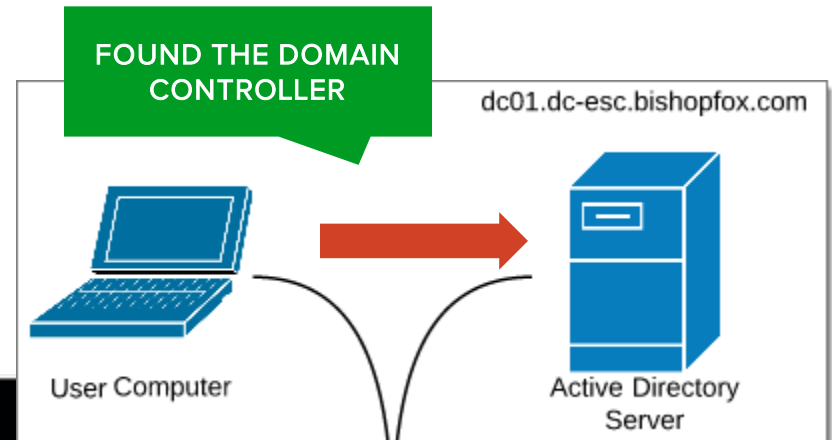 FOUND THE DOMAIN
CONTROLLER
dc01.dc-esc.bishopfox.com
User Computer
Active Directory
Server